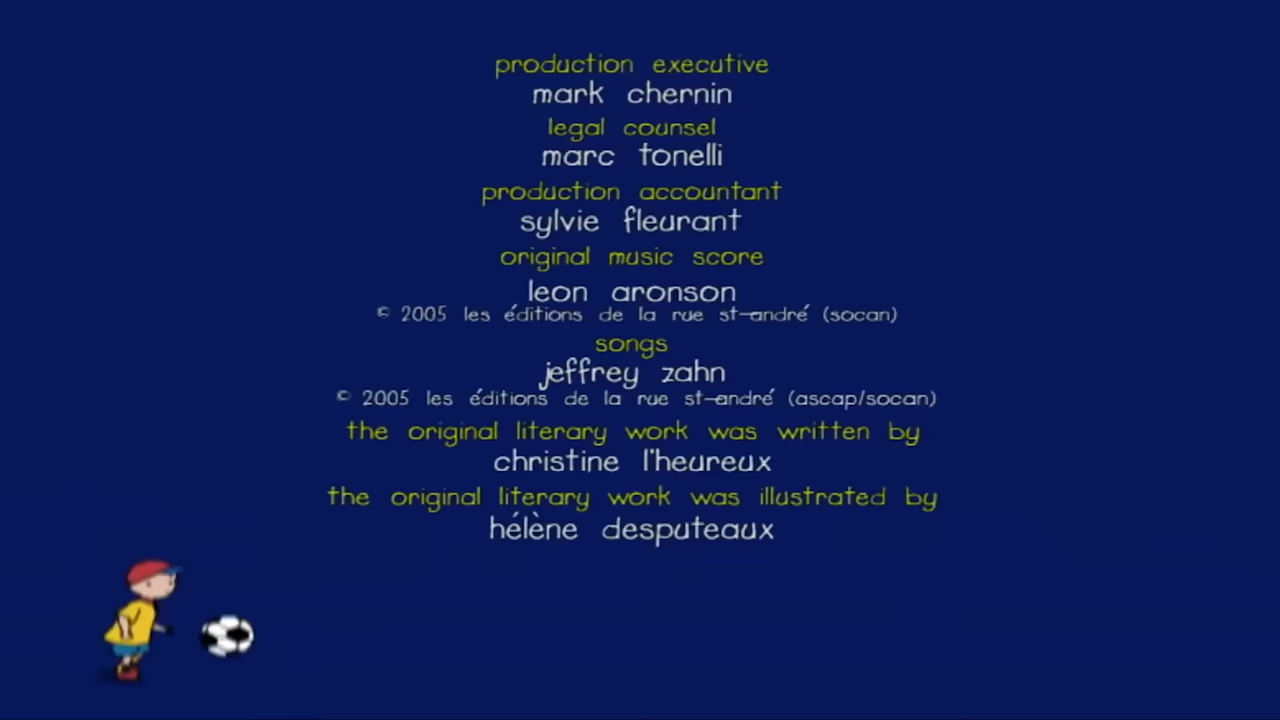 production executive
mark chernin
legal counsel
marc tonelli
production accountant
sylvie fleurant
original music score
leon aronson
© 2005 les éditions de la rue st-andré (socan)
songs
jeffrey zahn
© 2005 les éditions de la rue st-andré (ascap/socan)
the original literary work was written by
christine l'heureux
the original literary work was illustrated by
hélène desputeaux